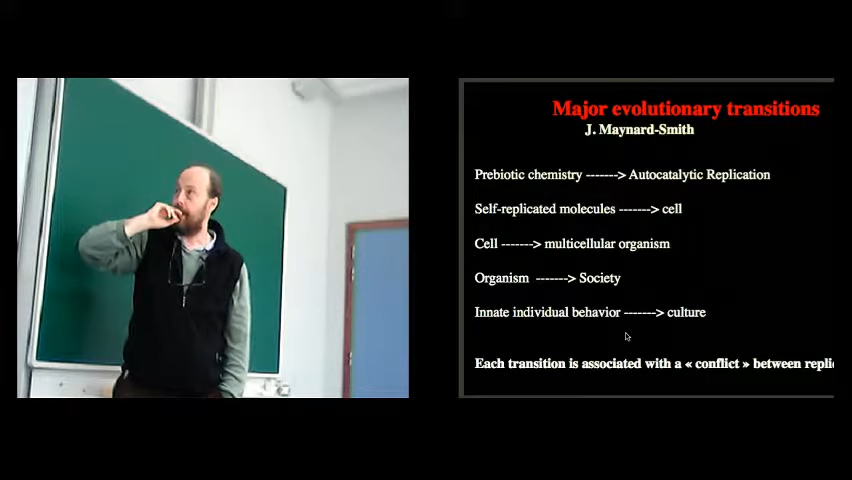 Major evolutionary transitions
J. Maynard-Smith
Prebiotic chemistry -------> Autocatalytic Replication
Self-replicated molecules -------> cell
Cell -------> multicellular organism
Organism -------> Society
Innate individual behavior -------> culture
Each transition is associated with a « conflict » between